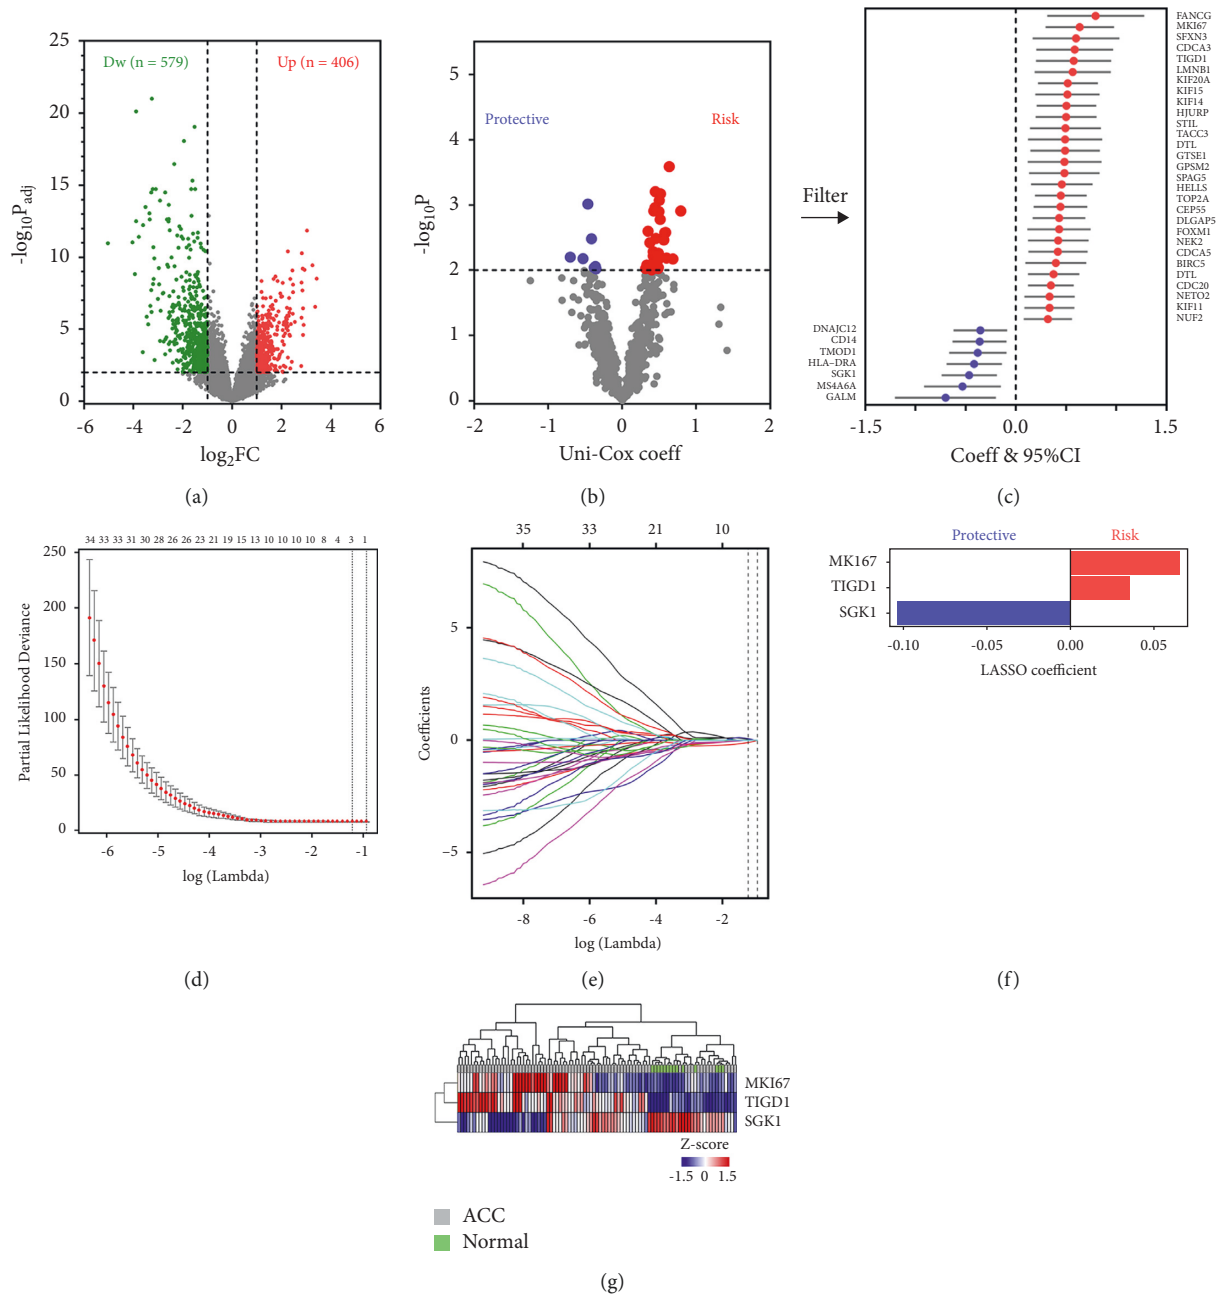 Dw (n = 579)
Up (n = 406)
25
20
15
10
5
0
-log10Padj
-6
-4
-2
0
2
4
6
log2FC
(a)
Protective
Risk
5
4
3
2
1
0
-log10P
-2
-1
0
1
2
Uni-Cox coeff
(b)
Filter
FANCG
MKI67
SFXN3
CDCA3
TIGD1
LMNB1
KIF20A
KIF15
KIF14
HJURP
STIL
TACC3
DTL
GTSE1
GPSM2
SPAG5
HELLS
TOP2A
CEP55
DLGAP5
FOXM1
NEK2
CDCA5
BIRC5
DTL
CDC20
NETO2
KIF11
NUF2
DNAJC12
CD14
TMOD1
HLA-DRA
SGK1
MS4A6A
GALM
-1.5
0.0
1.5
Coeff & 95%CI
(c)
34 33 33 31 30 28 26 26 23 21 19 15 13 10 10 10 10 8 4 3 1
250
200
150
100
50
0
Partial Likelihood Deviance
-6
-5
-4
-3
-2
-1
log (Lambda)
(d)
35
33
21
10
5
0
-5
Coefficients
-8
-6
-4
-2
log (Lambda)
(e)
Protective
Risk
MK167
TIGD1
SGK1
-0.10
-0.05
0.00
0.05
LASSO coefficient
(f)
MKI67
TIGD1
SGK1
Z-score
-1.5 0 1.5
ACC
Normal
(g)